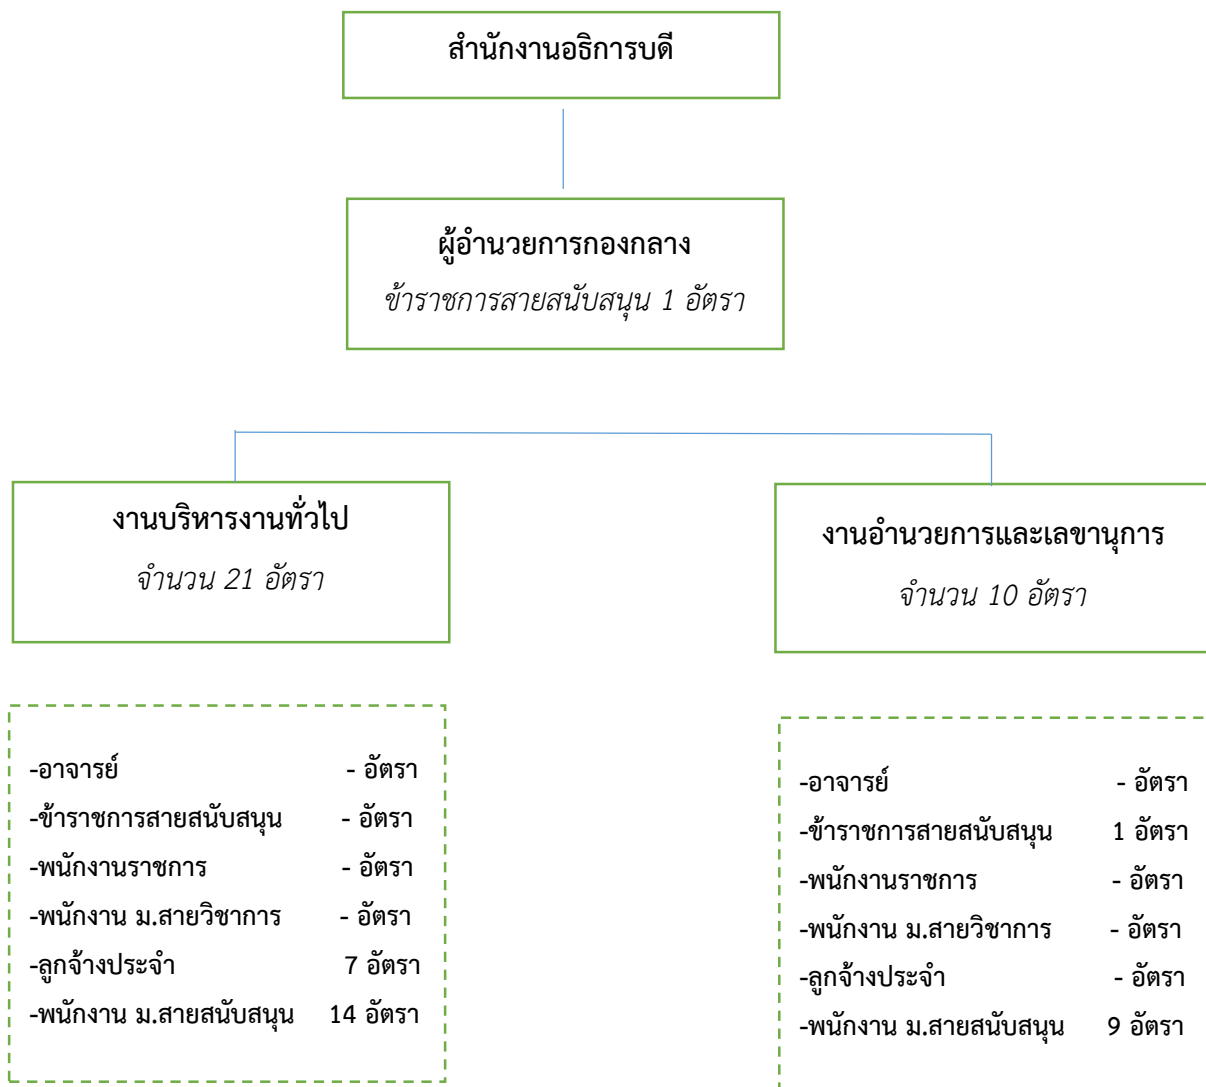 สำนักงานอธิการบดี
ผู้อำนวยการกองกลาง
ข้าราชการสายสนับสนุน 1 อัตรา
งานบริหารงานทั่วไป
จำนวน 21 อัตรา
งานอำนวยการและเลขานุการ
จำนวน 10 อัตรา
-อาจารย์ - อัตรา
-ข้าราชการสายสนับสนุน - อัตรา
-พนักงานราชการ - อัตรา
-พนักงาน ม.สายวิชาการ - อัตรา
-ลูกจ้างประจำ 7 อัตรา
-พนักงาน ม.สายสนับสนุน 14 อัตรา
-อาจารย์ - อัตรา
-ข้าราชการสายสนับสนุน 1 อัตรา
-พนักงานราชการ - อัตรา
-พนักงาน ม.สายวิชาการ - อัตรา
-ลูกจ้างประจำ - อัตรา
-พนักงาน ม.สายสนับสนุน 9 อัตรา